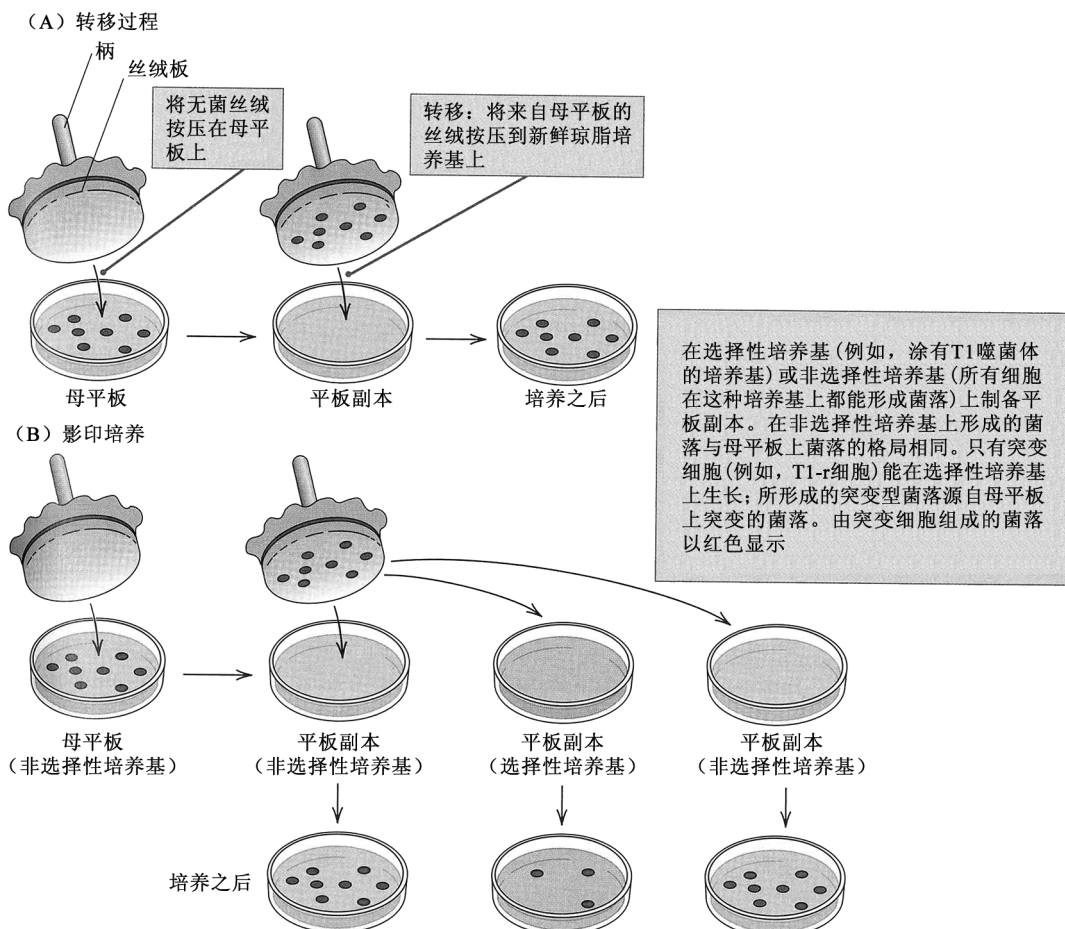 （A）转移过程
柄
丝绒板
将无菌丝绒
按压在母平
板上
转移：将来自母平板的
丝绒按压到新鲜琼脂培
养基上
母平板
平板副本
培养之后
在选择性培养基(例如，涂有T1噬菌体
的培养基)或非选择性培养基(所有细胞
在这种培养基上都能形成菌落)上制备平
板副本。在非选择性培养基上形成的菌
落与母平板上菌落的格局相同。只有突变
细胞(例如，T1-r细胞)能在选择性培养基
上生长；所形成的突变型菌落源自母平板
上突变的菌落。由突变细胞组成的菌落
以红色显示
（B）影印培养
母平板
（非选择性培养基）
平板副本
（非选择性培养基）
平板副本
（选择性培养基）
平板副本
（非选择性培养基）
培养之后